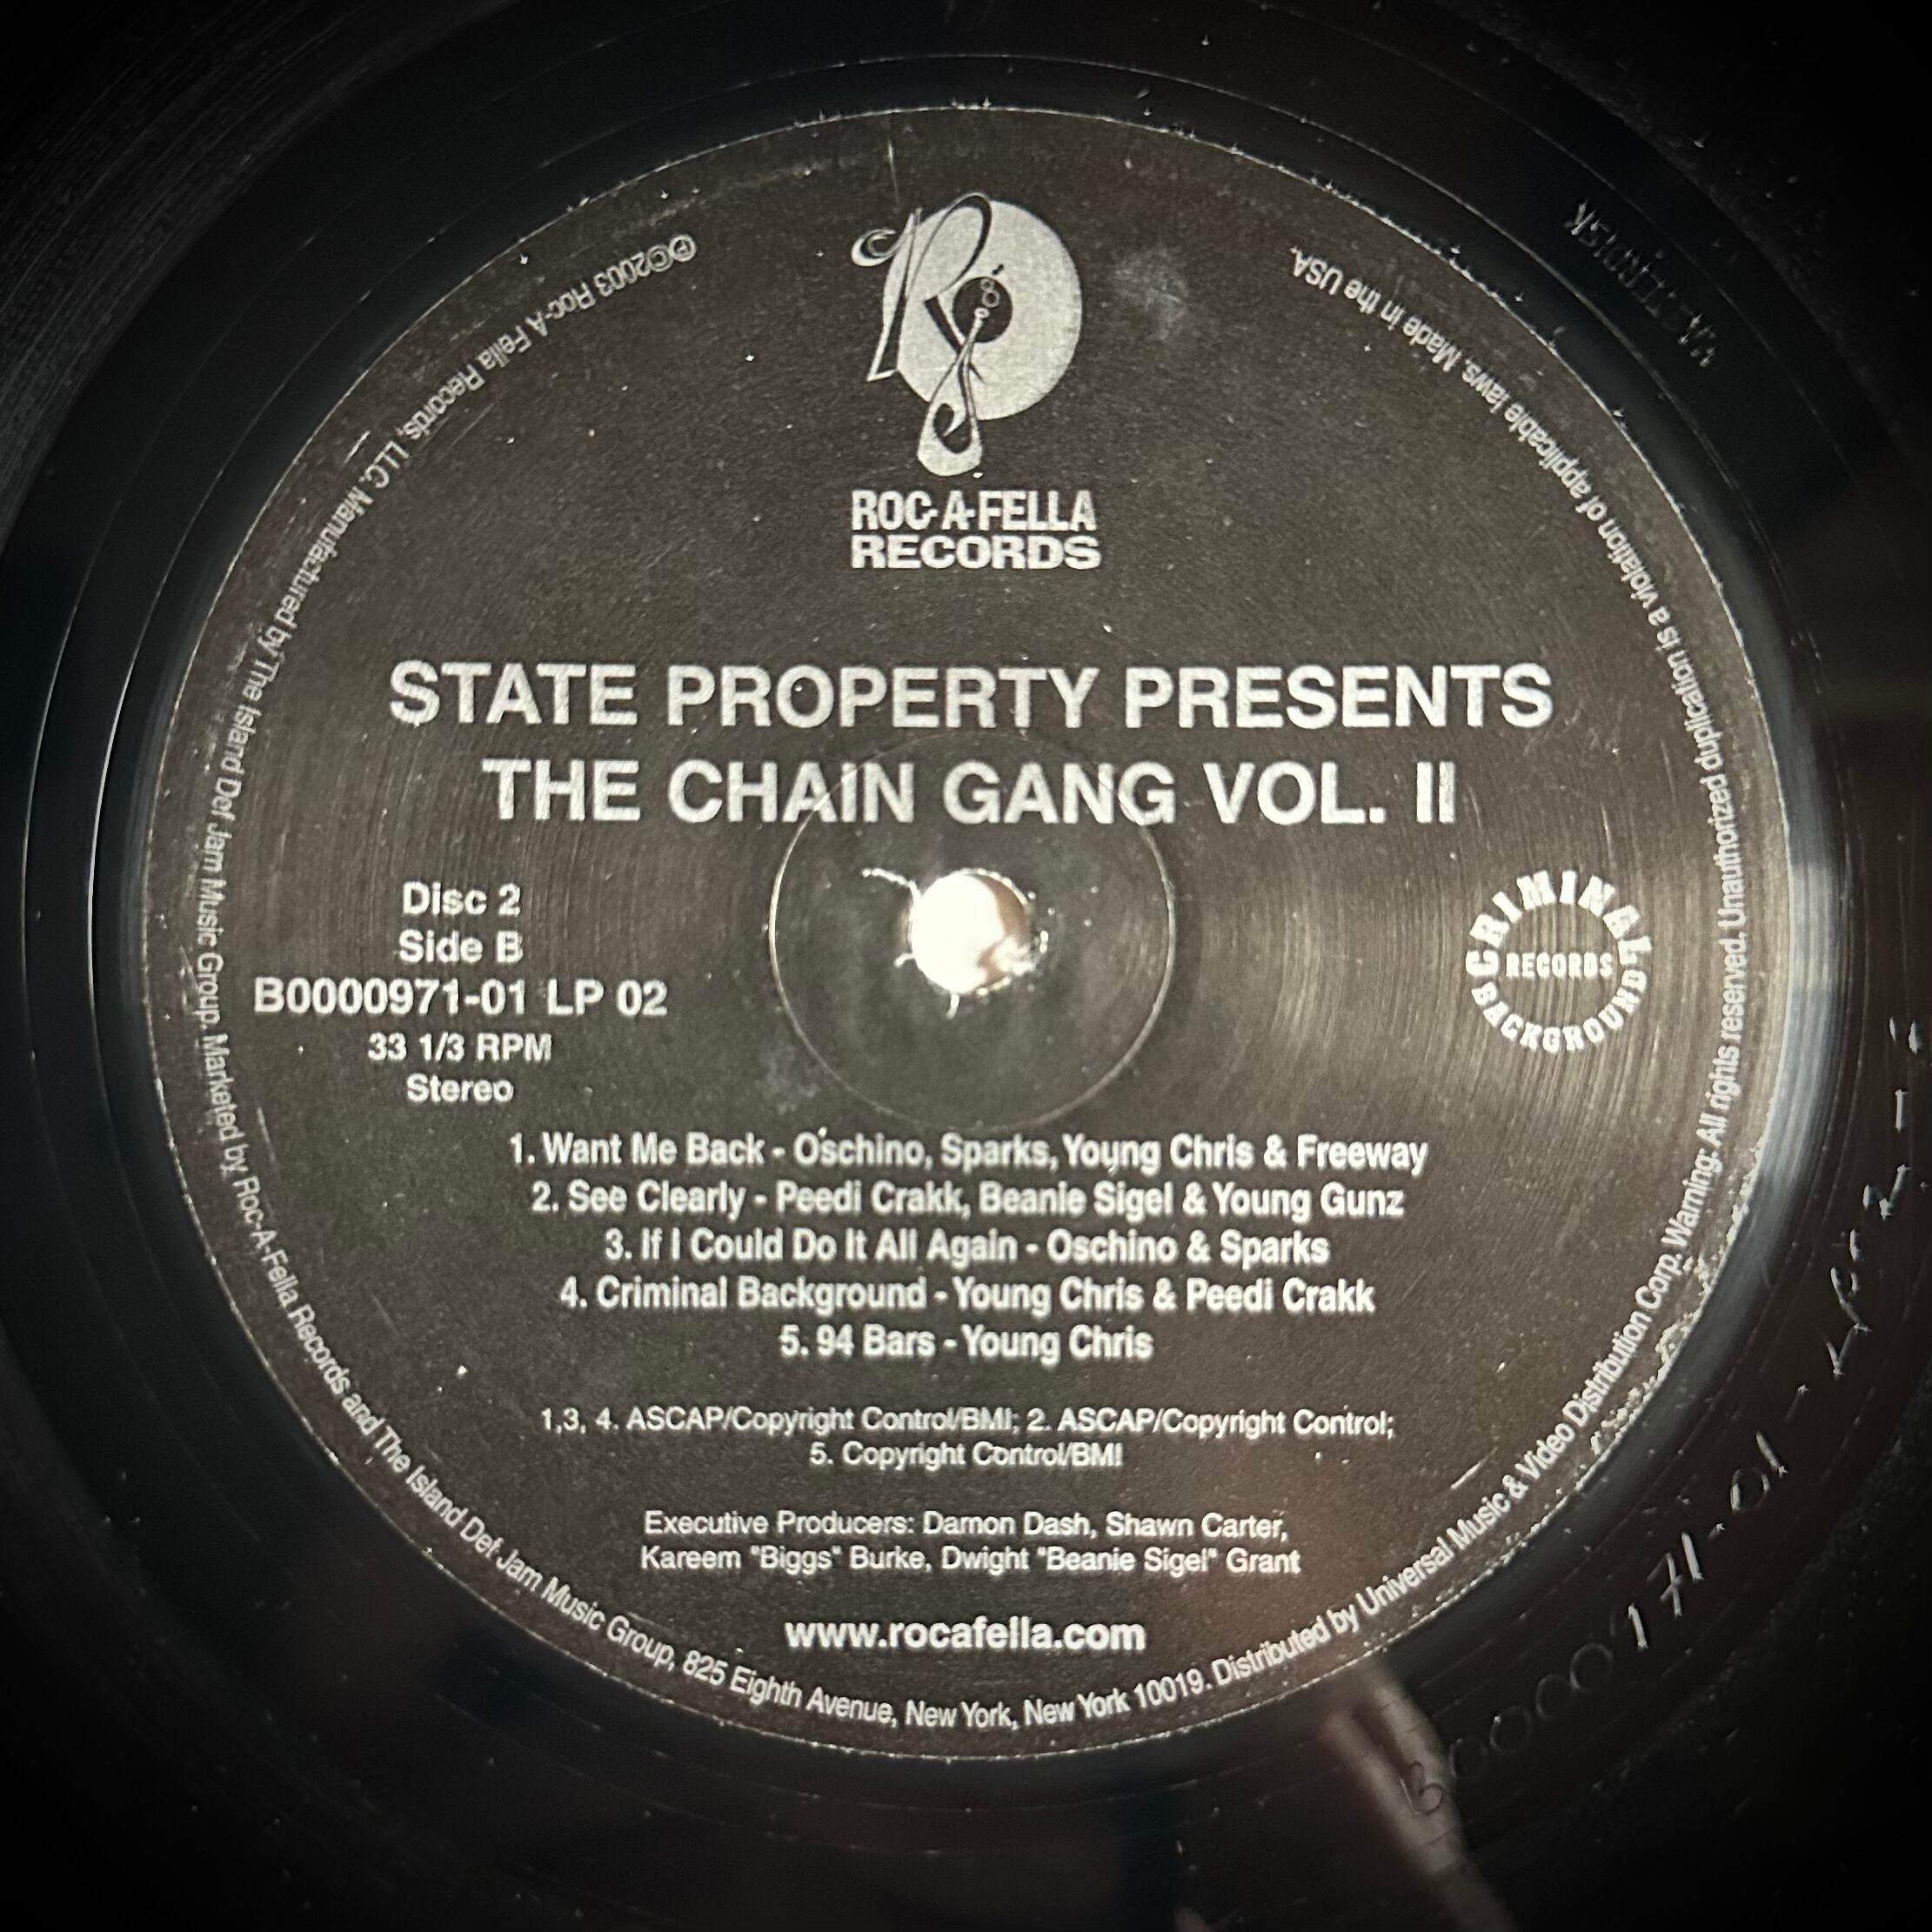 ROC-A-FELLA
RECORDS
STATE PROPERTY PRESENTS
THE CHAIN GANG VOL. II
Disc 2
Side B
B0000971-01 LP 02
33 1/3 RPM
Stereo
CRIMINAL
RECORDS
BACKGROUND
1. Want Me Back - Oschino, Sparks, Young Chris & Freeway
2. See Clearly - Peedi Crakk, Beanie Sigel & Young Gunz
3. If I Could Do It All Again - Oschino & Sparks
4. Criminal Background - Young Chris & Peedi Crakk
5. 94 Bars - Young Chris
1,3, 4. ASCAP/Copyright Control/BMI; 2. ASCAP/Copyright Control;
5. Copyright Control/BMI
Executive Producers: Damon Dash, Shawn Carter,
Kareem "Biggs" Burke, Dwight "Beanie Sigel" Grant
www.rocafella.com
℗©2003 Roc-A Fella Records, LLC. Manufactured by The Island Def Jam Music Group. Marketed by Roc-A-Fella Records and The Island Def Jam Music Group, 825 Eighth Avenue, New York, New York 10019. Distributed by Universal Music & Video Distribution Corp. Warning: All rights reserved. Unauthorized duplication is a violation of applicable laws. Made in the USA.